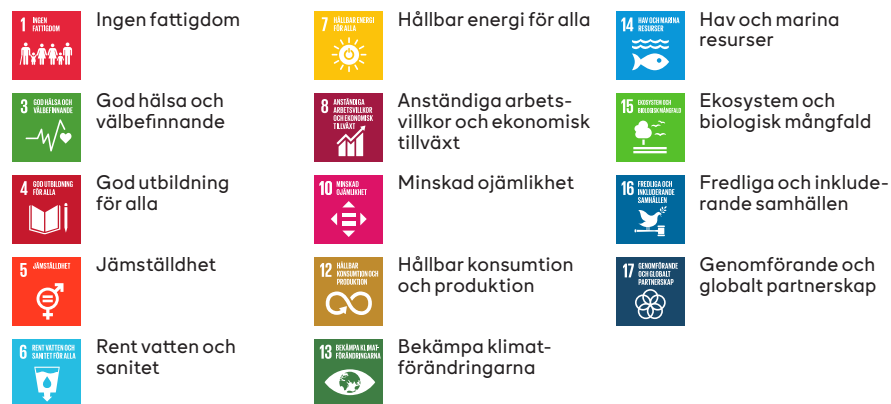 1 INGEN
FATTIGDOM
Ingen fattigdom
3 GOD HÄLSA OCH
VÄLBEFINNANDE
God hälsa och
välbefinnande
4 GOD UTBILDNING
FÖR ALLA
God utbildning
för alla
5 JÄMSTÄLLDHET
Jämställdhet
6 RENT VATTEN OCH
SANITET FÖR ALLA
Rent vatten och
sanitet
7 HÅLLBAR ENERGI
FÖR ALLA
Hållbar energi för alla
8 ANSTÄNDIGA
ARBETSVILLKOR
OCH EKONOMISK
TILLVÄXT
Anständiga arbets-
villkor och ekonomisk
tillväxt
10 MINSKAD
OJÄMLIKHET
Minskad ojämlikhet
12 HÅLLBAR
KONSUMTION OCH
PRODUKTION
Hållbar konsumtion
och produktion
13 BEKÄMPA KLIMAT-
FÖRÄNDRINGARNA
Bekämpa klimat-
förändringarna
14 HAV OCH MARINA
RESURSER
Hav och marina
resurser
15 EKOSYSTEM OCH
BIOLOGISK MÅNGFALD
Ekosystem och
biologisk mångfald
16 FREDLIGA OCH
INKLUDERANDE
SAMHÄLLEN
Fredliga och inklude-
rande samhällen
17 GENOMFÖRANDE
OCH GLOBALT
PARTNERSKAP
Genomförande och
globalt partnerskap